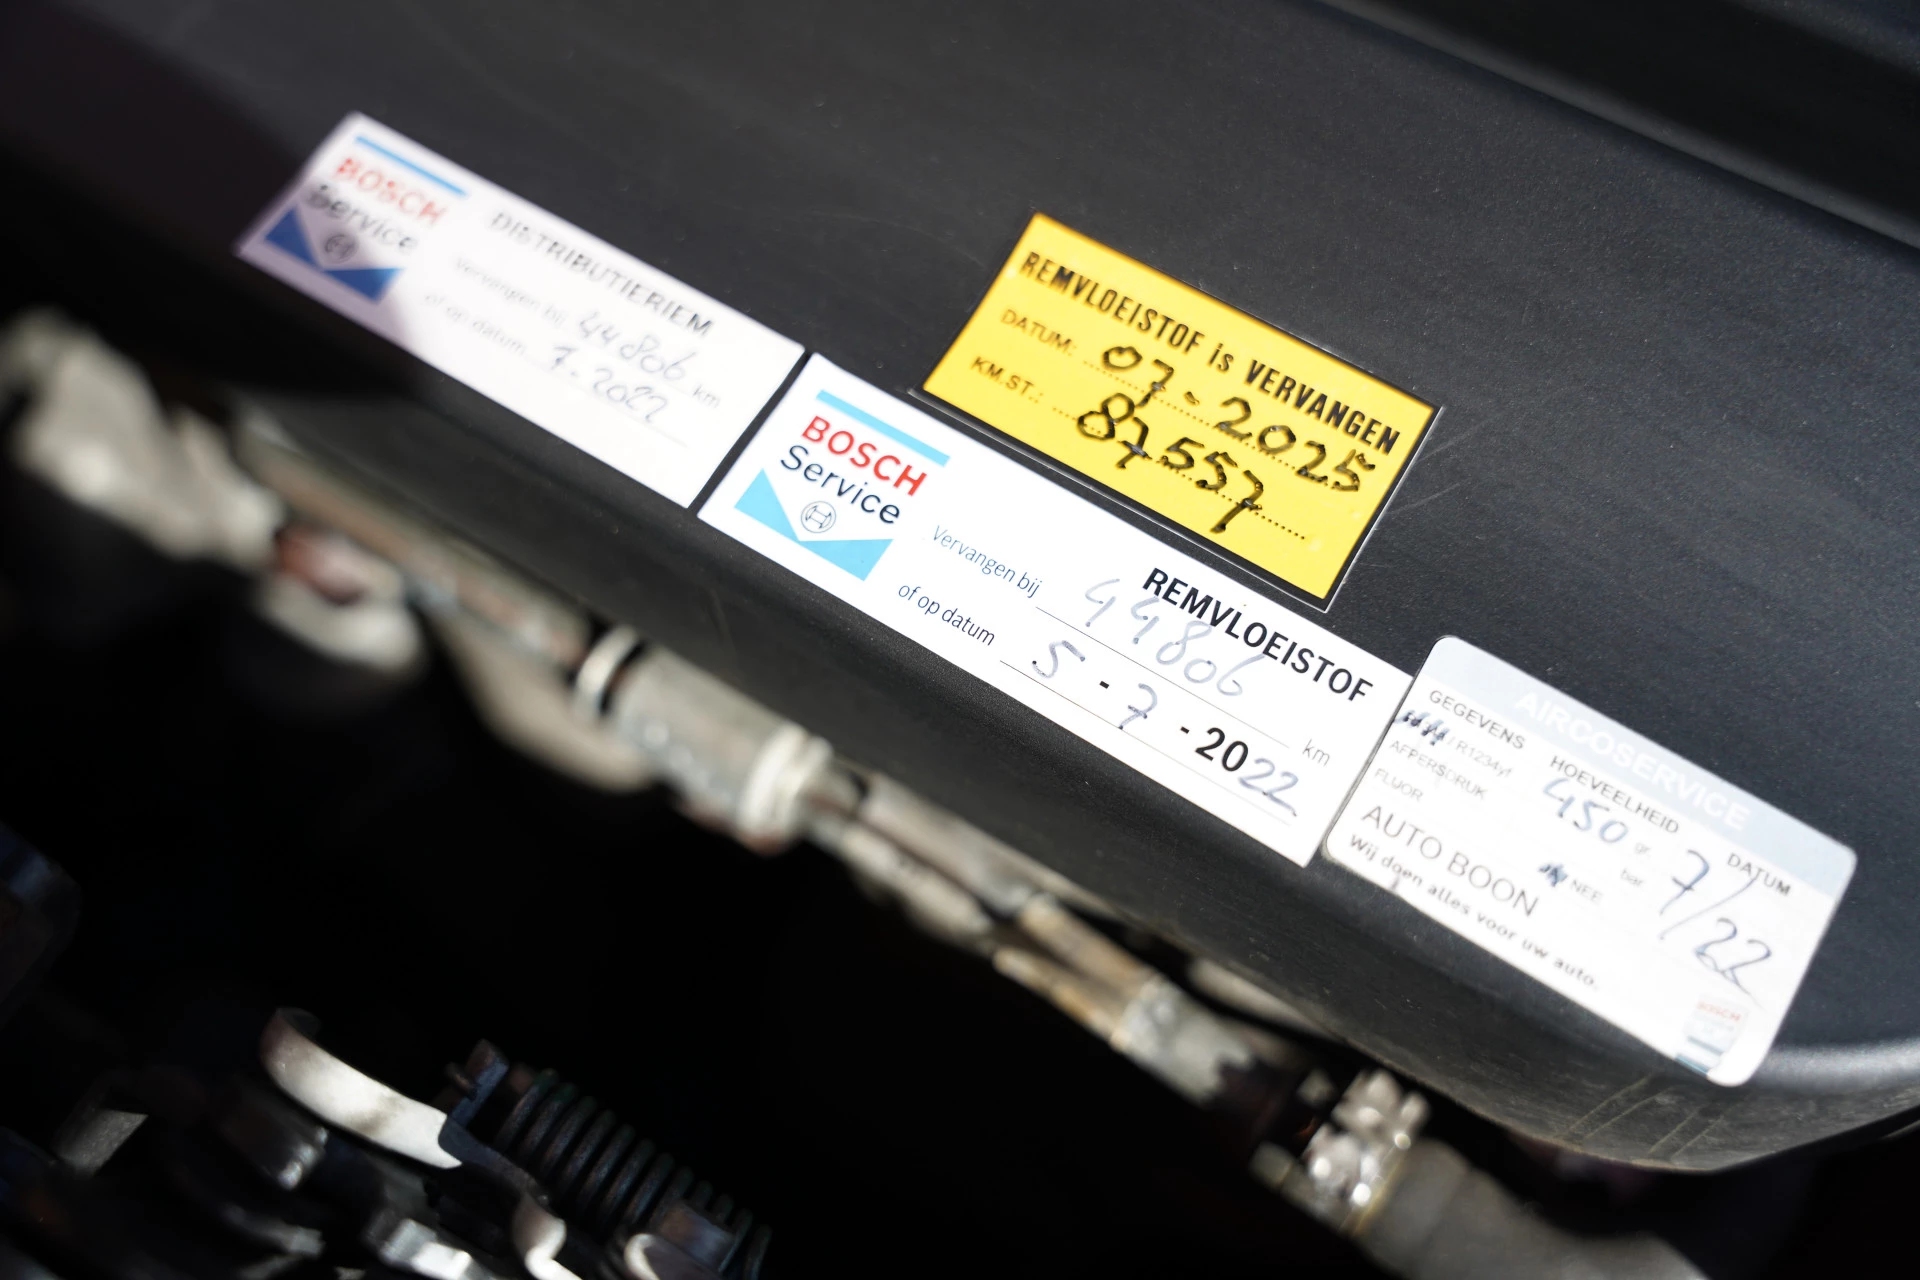 BOSCH
Service
DISTRIBUTIERIEM
Vervangen bij 44806 km
of op datum 7-2022
REMVLOEISTOF is VERVANGEN
DATUM: 07-2025
KM.ST.: 87557
BOSCH
Service
REMVLOEISTOF
Vervangen bij 44806 km
of op datum 5-7-2022
AIRCOSERVICE
GEGEVENS HOEVEELHEID DATUM
/ R1234yf 450 gr. 7/22
AFPERSDRUK bar
FLUOR NEE
AUTO BOON
Wij doen alles voor uw auto.
BOSCH